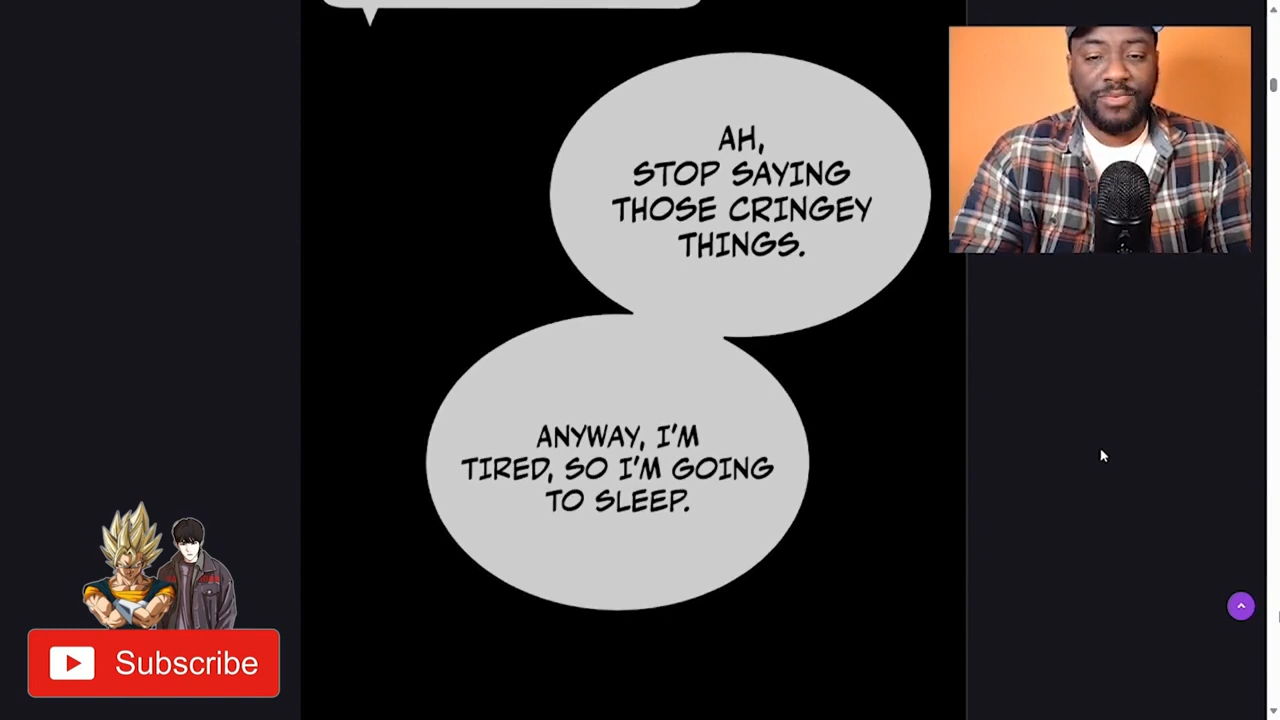 AH,
STOP SAYING
THOSE CRINGEY
THINGS.
ANYWAY, I'M
TIRED, SO I'M GOING
TO SLEEP.
Subscribe